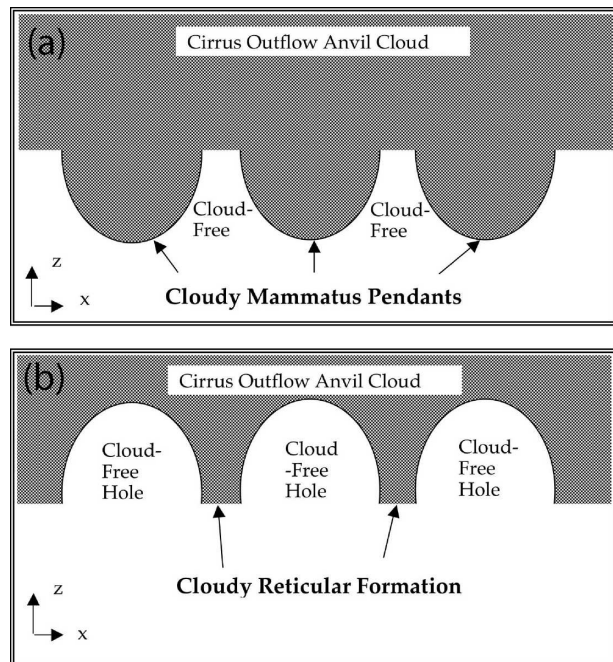 (a)
Cirrus Outflow Anvil Cloud
Cloud-
Free
Cloud-
Free
z
x
Cloudy Mammatus Pendants
(b)
Cirrus Outflow Anvil Cloud
Cloud-
Free
Hole
Cloud
-Free
Hole
Cloud-
Free
Hole
Cloudy Reticular Formation
z
x